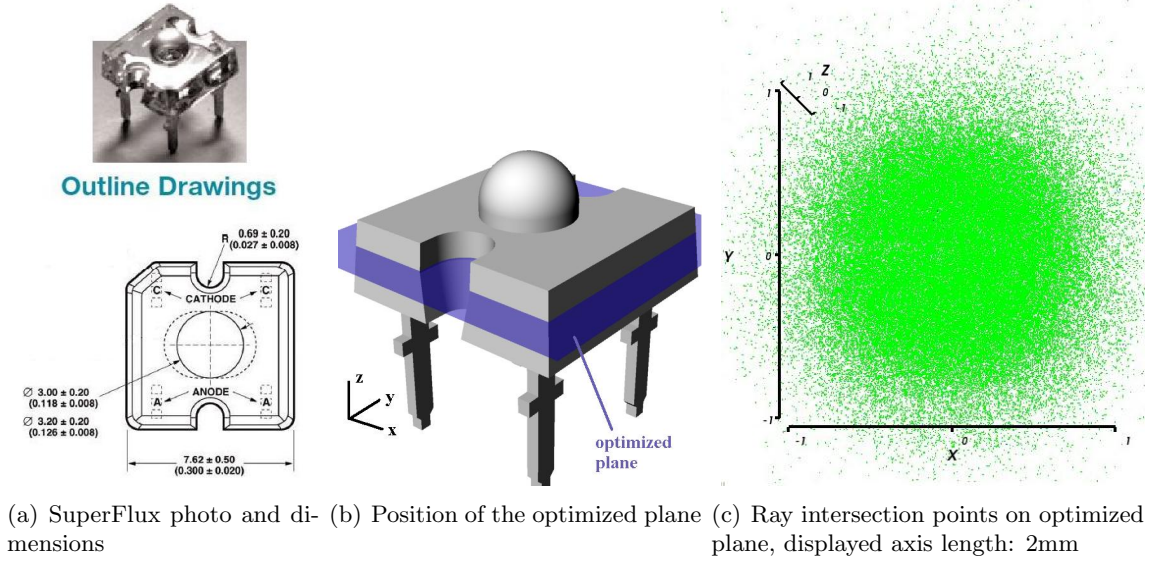 Outline Drawings
R 0.69 ± 0.20
(0.027 ± 0.008)
C
C
CATHODE
ANODE
A
A
∅ 3.00 ± 0.20
(0.118 ± 0.008)
∅ 3.20 ± 0.20
(0.126 ± 0.008)
7.62 ± 0.50
(0.300 ± 0.020)
z
y
x
optimized
plane
Z
1
0
-1
1
Y
0
-1
-1
0
1
X
(a) SuperFlux photo and di-
mensions
(b) Position of the optimized plane
(c) Ray intersection points on optimized
plane, displayed axis length: 2mm